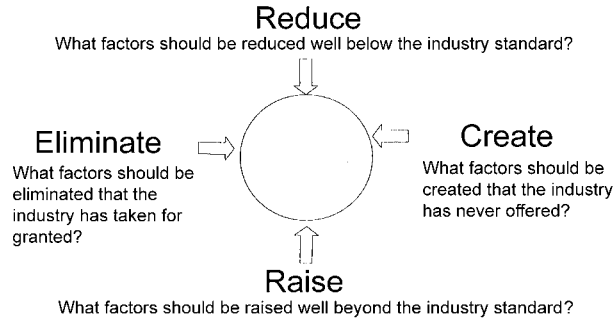 Reduce
What factors should be reduced well below the industry standard?
Eliminate
What factors should be
eliminated that the
industry has taken for
granted?
Create
What factors should be
created that the industry
has never offered?
Raise
What factors should be raised well beyond the industry standard?